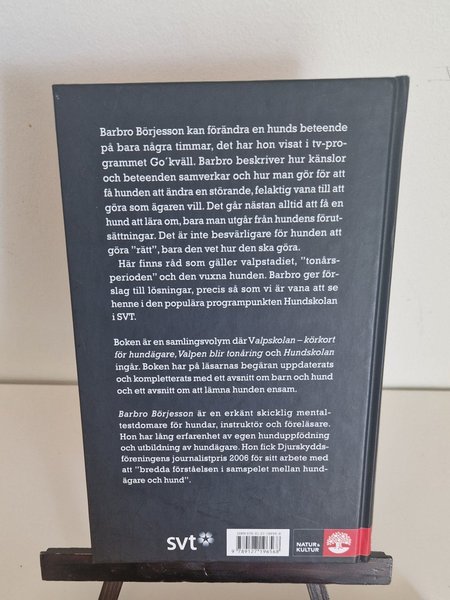 Barbro Börjesson kan förändra en hunds beteende
på bara några timmar, det har hon visat i tv-pro-
grammet Go´kväll. Barbro beskriver hur känslor
och beteenden samverkar och hur man gör för att
få hunden att ändra en störande, felaktig vana till att
göra som ägaren vill. Det går nästan alltid att få en
hund att lära om, bara man utgår från hundens förut-
sättningar. Det är inte besvärligare för hunden att
göra ”rätt”, bara den vet hur den ska göra.
Här finns råd som gäller valpstadiet, ”tonårs-
perioden” och den vuxna hunden. Barbro ger för-
slag till lösningar, precis så som vi är vana att se
henne i den populära programpunkten Hundskolan
i SVT.
Boken är en samlingsvolym där Valpskolan – körkort
för hundägare, Valpen blir tonåring och Hundskolan
ingår. Boken har på läsarnas begäran uppdaterats
och kompletterats med ett avsnitt om barn och hund
och ett avsnitt om att lämna hunden ensam.
Barbro Börjesson är en erkänt skicklig mental-
testdomare för hundar, instruktör och föreläsare.
Hon har lång erfarenhet av egen hunduppfödning
och utbildning av hundägare. Hon fick Djurskydds-
föreningens journalistpris 2006 för sitt arbete med
att ”bredda förståelsen i samspelet mellan hund-
ägare och hund”.
svt
9 789127 119658
NATUR &
KULTUR